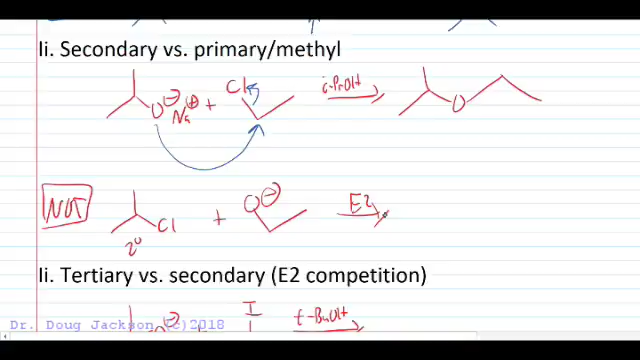 Ii. Secondary vs. primary/methyl
O⊖ Na⊕ + Cl i-PrOH O
NOT Cl 2° + O⊖ E2
Ii. Tertiary vs. secondary (E2 competition)
I t-BuOH
Dr. Doug Jackson (c)2018